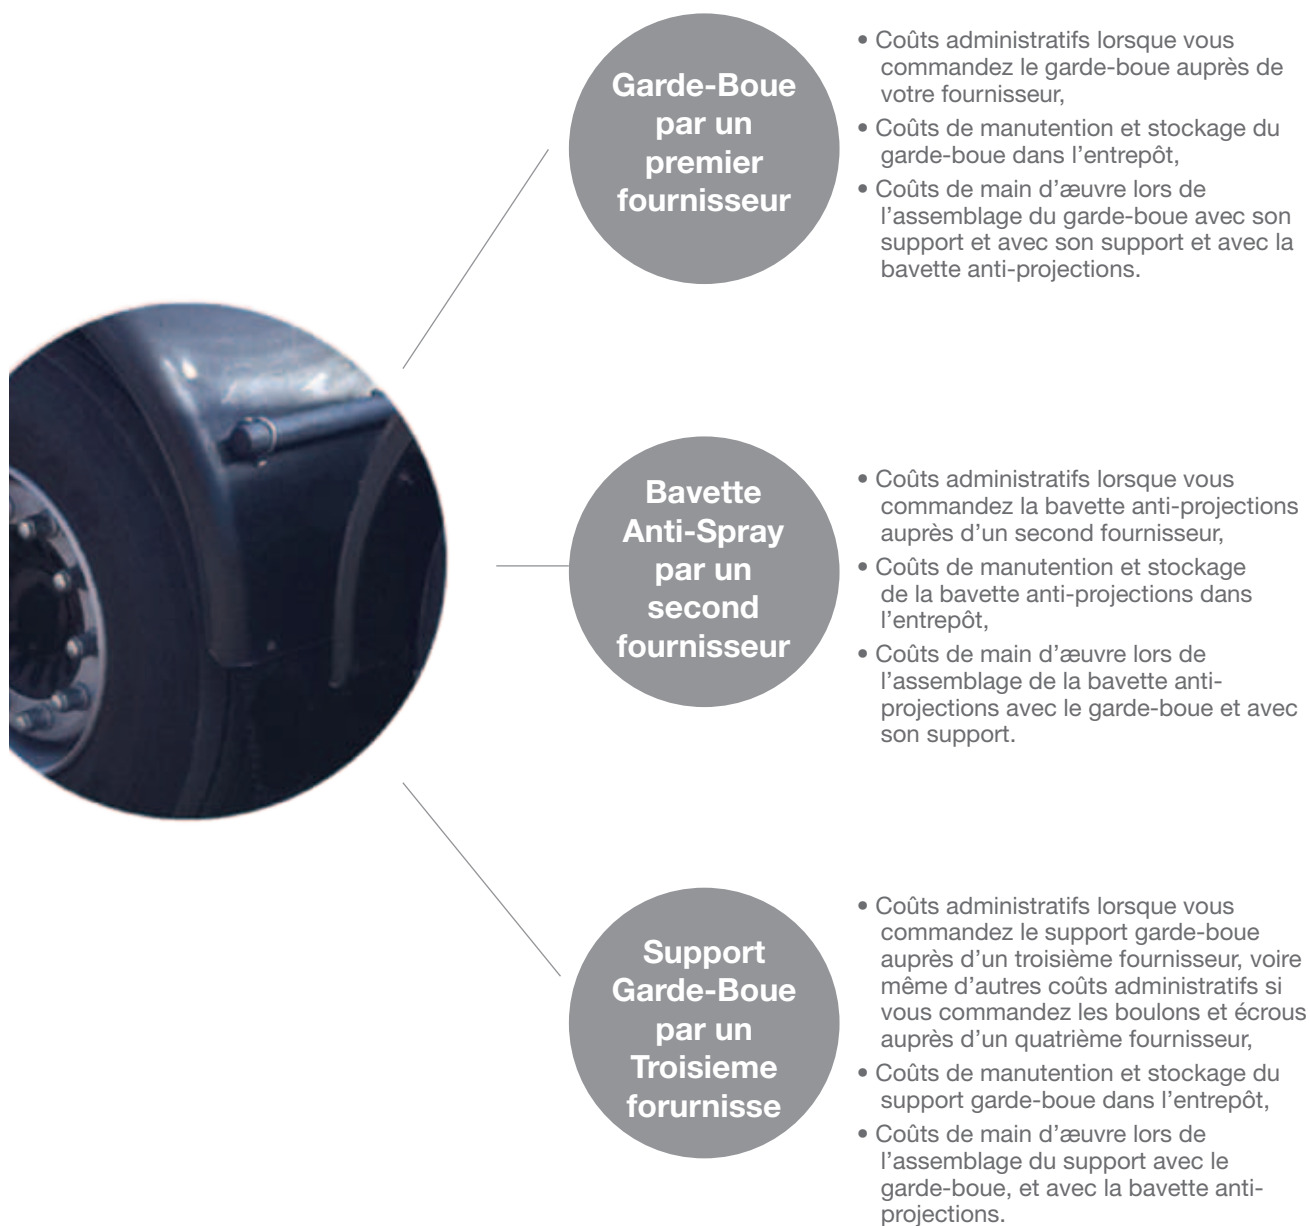 Garde-Boue
par un
premier
fournisseur
• Coûts administratifs lorsque vous
commandez le garde-boue auprès de
votre fournisseur,
• Coûts de manutention et stockage du
garde-boue dans l’entrepôt,
• Coûts de main d’æuvre lors de
l’assemblage du garde-boue avec son
support et avec son support et avec la
bavette anti-projections.
Bavette
Anti-Spray
par un
second
fournisseur
• Coûts administratifs lorsque vous
commandez la bavette anti-projections
auprès d’un second fournisseur,
• Coûts de manutention et stockage
de la bavette anti-projections dans
l’entrepôt,
• Coûts de main d’æuvre lors de
l’assemblage de la bavette anti-
projections avec le garde-boue et avec
son support.
Support
Garde-Boue
par un
Troisieme
forurnisse
• Coûts administratifs lorsque vous
commandez le support garde-boue
auprès d’un troisième fournisseur, voire
même d’autres coûts administratifs si
vous commandez les boulons et écrous
auprès d’un quatrième fournisseur,
• Coûts de manutention et stockage du
support garde-boue dans l’entrepôt,
• Coûts de main d’æuvre lors de
l’assemblage du support avec le
garde-boue, et avec la bavette anti-
projections.